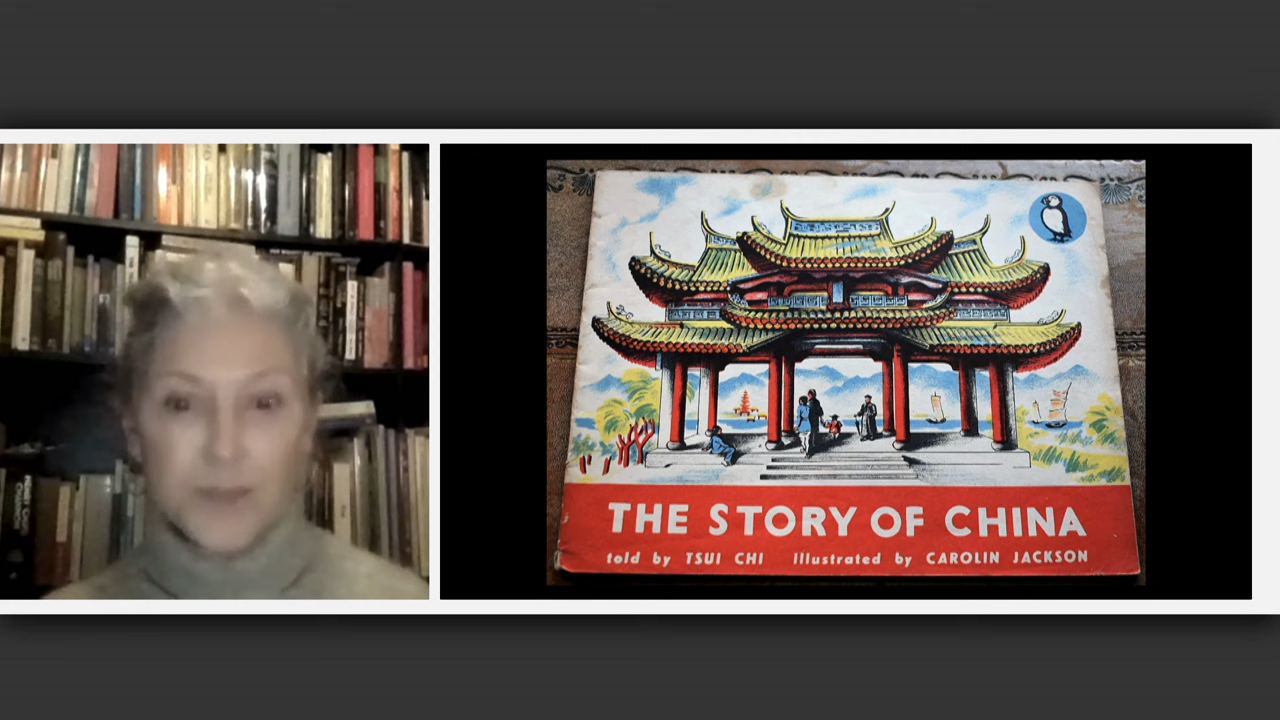 THE STORY OF CHINA
told by TSUI CHI Illustrated by CAROLIN JACKSON